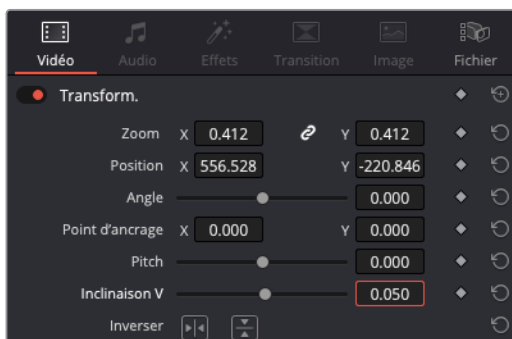 Vidéo Audio Effets Transition Image Fichier
Transform.
Zoom X 0.412 Y 0.412
Position X 556.528 Y -220.846
Angle 0.000
Point d’ancrage X 0.000 Y 0.000
Pitch 0.000
Inclinaison V 0.050
Inverser